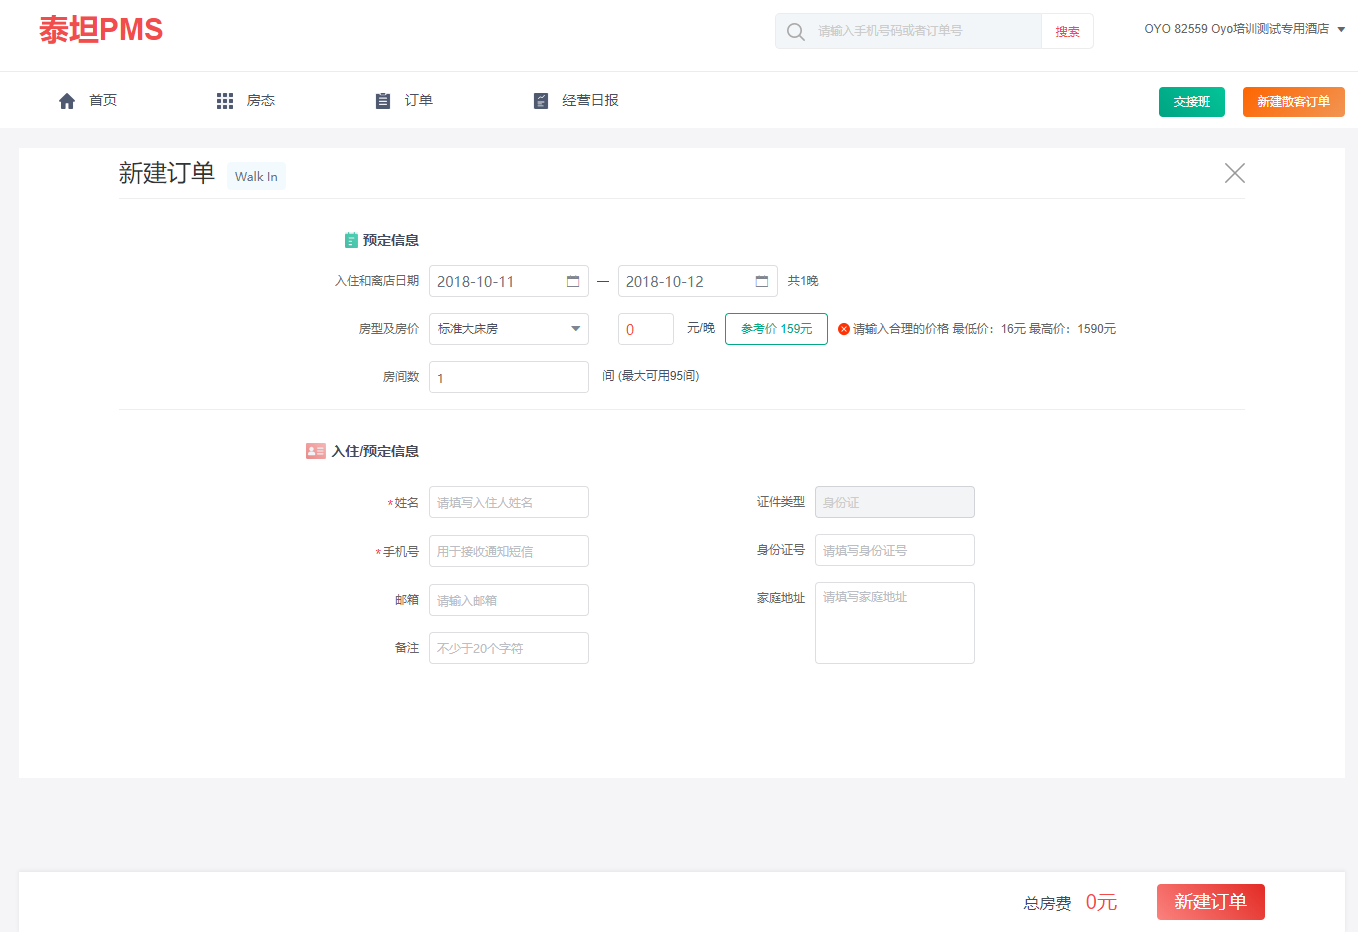 泰坦PMS
请输入手机号码或者订单号
搜索
OYO 82559 Oyo培训测试专用酒店
首页
房态
订单
经营日报
交接班
新建散客订单
新建订单
Walk In
预定信息
入住和离店日期 2018-10-11 — 2018-10-12 共1晚
房型及房价 标准大床房 0 元/晚 参考价 159元 请输入合理的价格 最低价：16元 最高价：1590元
房间数 1 间 (最大可用95间)
入住/预定信息
*姓名 请填写入住人姓名 证件类型 身份证
*手机号 用于接收通知短信 身份证号 请填写身份证号
邮箱 请输入邮箱 家庭地址 请填写家庭地址
备注 不少于20个字符
总房费 0元 新建订单